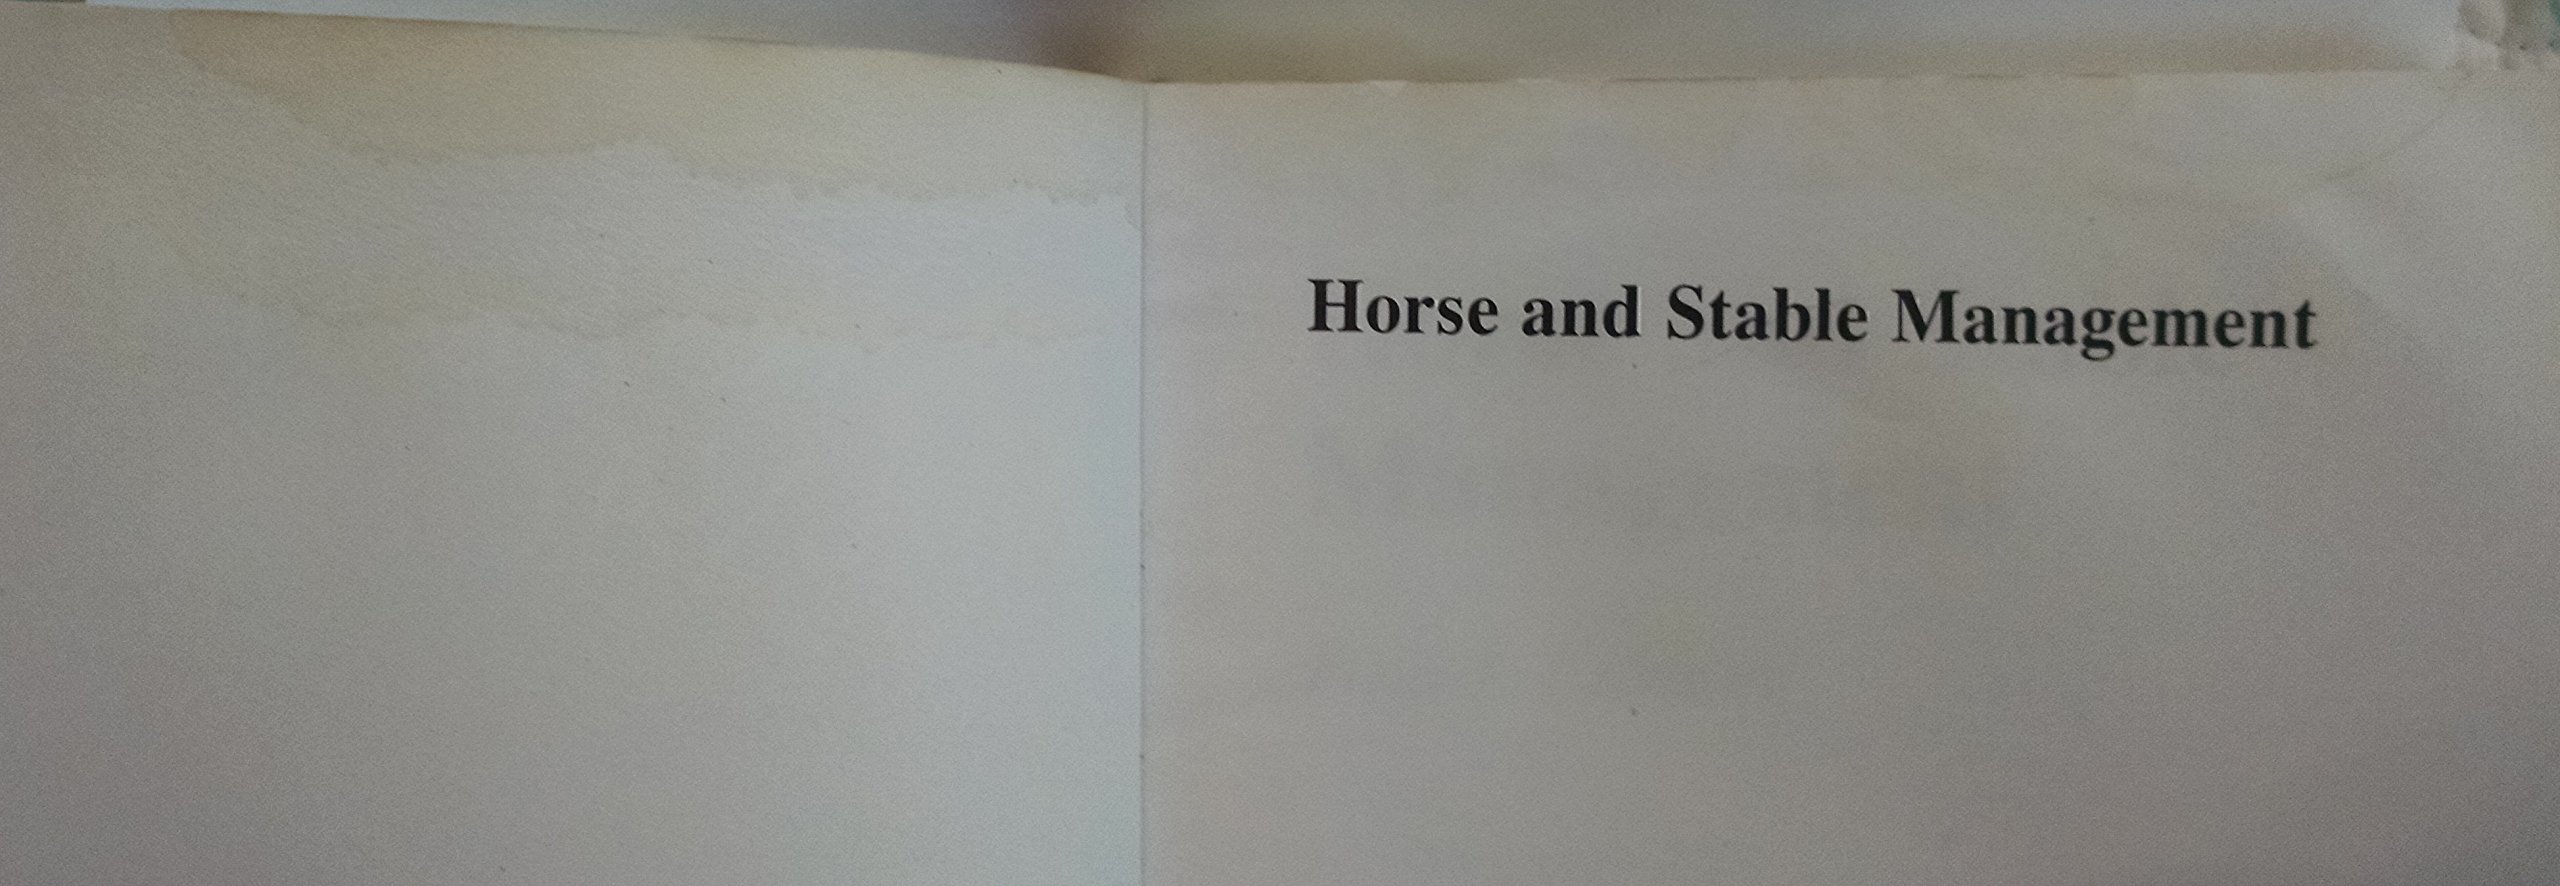 Horse and Stable Management